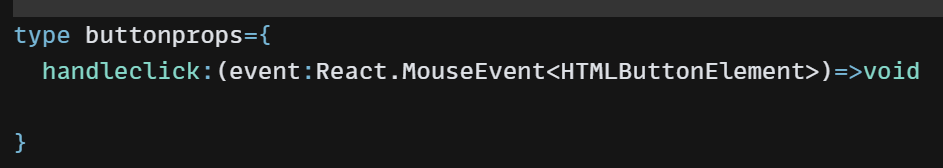 type buttonprops={
  handleclick:(event:React.MouseEvent<HTMLButtonElement>)=>void
}